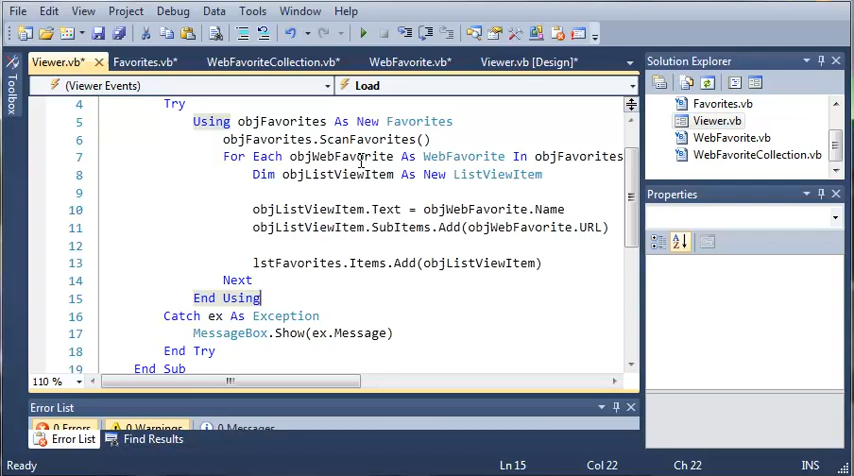 File Edit View Project Debug Data Tools Window Help
Viewer.vb* Favorites.vb* WebFavoriteCollection.vb* WebFavorite.vb* Viewer.vb [Design]*
Toolbox
(Viewer Events) Load
4 Try
5 Using objFavorites As New Favorites
6 objFavorites.ScanFavorites()
7 For Each objWebFavorite As WebFavorite In objFavorites
8 Dim objListViewItem As New ListViewItem
9
10 objListViewItem.Text = objWebFavorite.Name
11 objListViewItem.SubItems.Add(objWebFavorite.URL)
12
13 lstFavorites.Items.Add(objListViewItem)
14 Next
15 End Using
16 Catch ex As Exception
17 MessageBox.Show(ex.Message)
18 End Try
19 End Sub
110 %
Solution Explorer
Favorites.vb
Viewer.vb
WebFavorite.vb
WebFavoriteCollection.vb
Properties
Error List
0 Errors 0 Warnings 0 Messages
Error List Find Results
Ready Ln 15 Col 22 Ch 22 INS